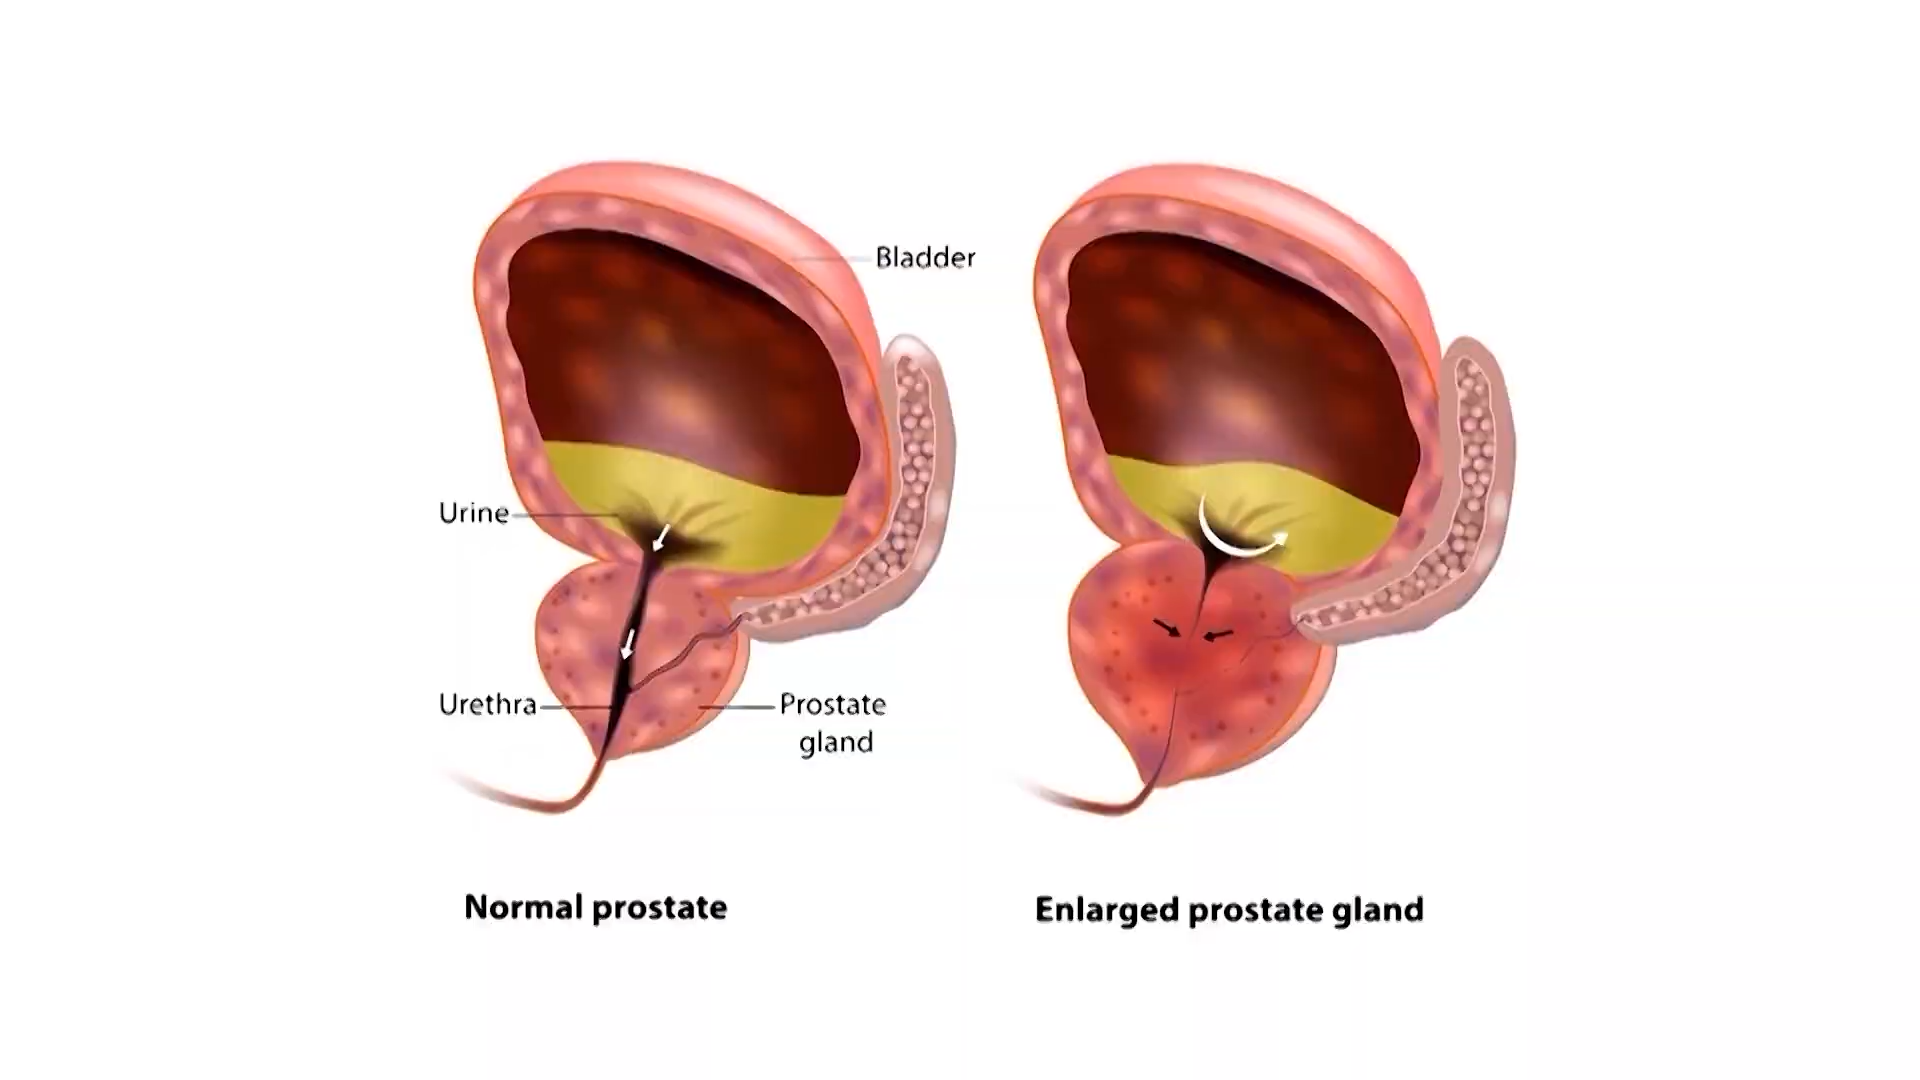 Bladder
Urine
Urethra
Prostate
gland
Normal prostate
Enlarged prostate gland